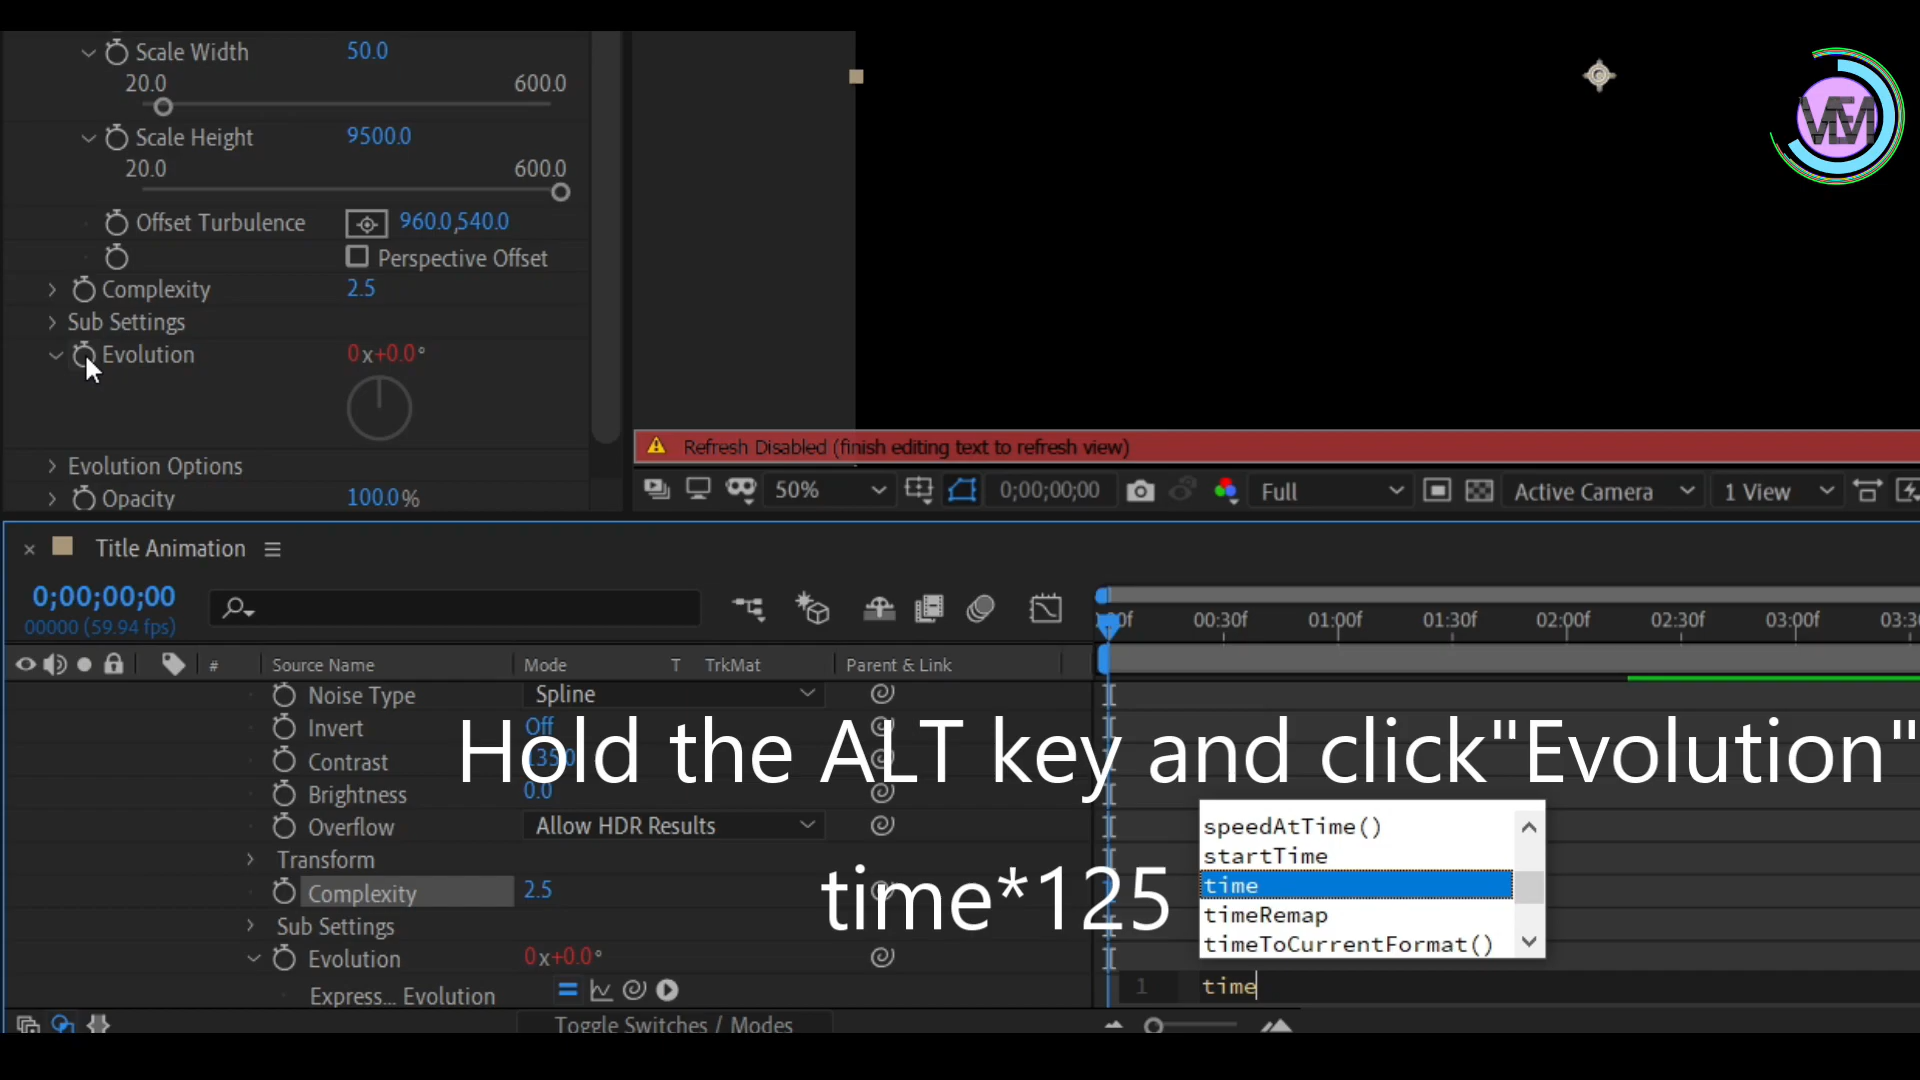 Scale Width 50.0
20.0 600.0
Scale Height 9500.0
20.0 600.0
Offset Turbulence 960.0,540.0
Perspective Offset
Complexity 2.5
Sub Settings
Evolution 0x+0.0°
Evolution Options
Opacity 100.0%
VEM
Refresh Disabled (finish editing text to refresh view)
50% 0;00;00;00 Full Active Camera 1 View
Title Animation
0;00;00;00
00000 (59.94 fps)
00f 00:30f 01:00f 01:30f 02:00f 02:30f 03:00f 03:3
# Source Name Mode T TrkMat Parent & Link
Noise Type Spline
Invert Off
Contrast 135.0
Brightness 0.0
Overflow Allow HDR Results
Transform
Complexity 2.5
Sub Settings
Evolution 0x+0.0°
Express... Evolution
Toggle Switches / Modes
Hold the ALT key and click"Evolution"
time*125
speedAtTime()
startTime
time
timeRemap
timeToCurrentFormat()
1 time